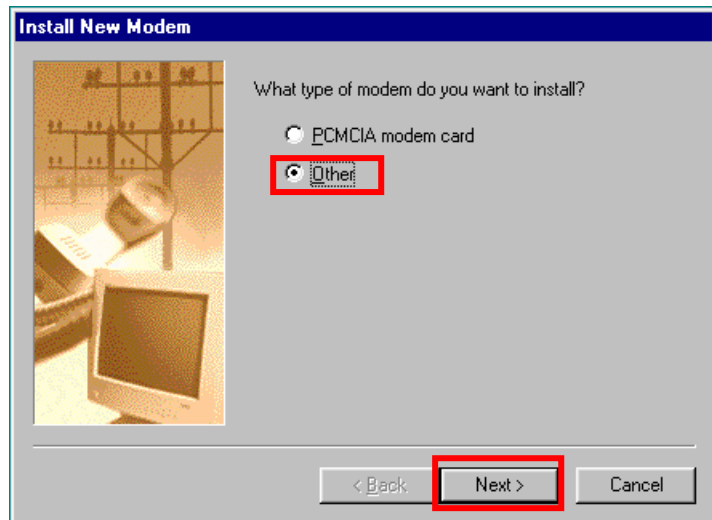 Install New Modem
What type of modem do you want to install?
PCMCIA modem card
Other
< Back
Next >
Cancel